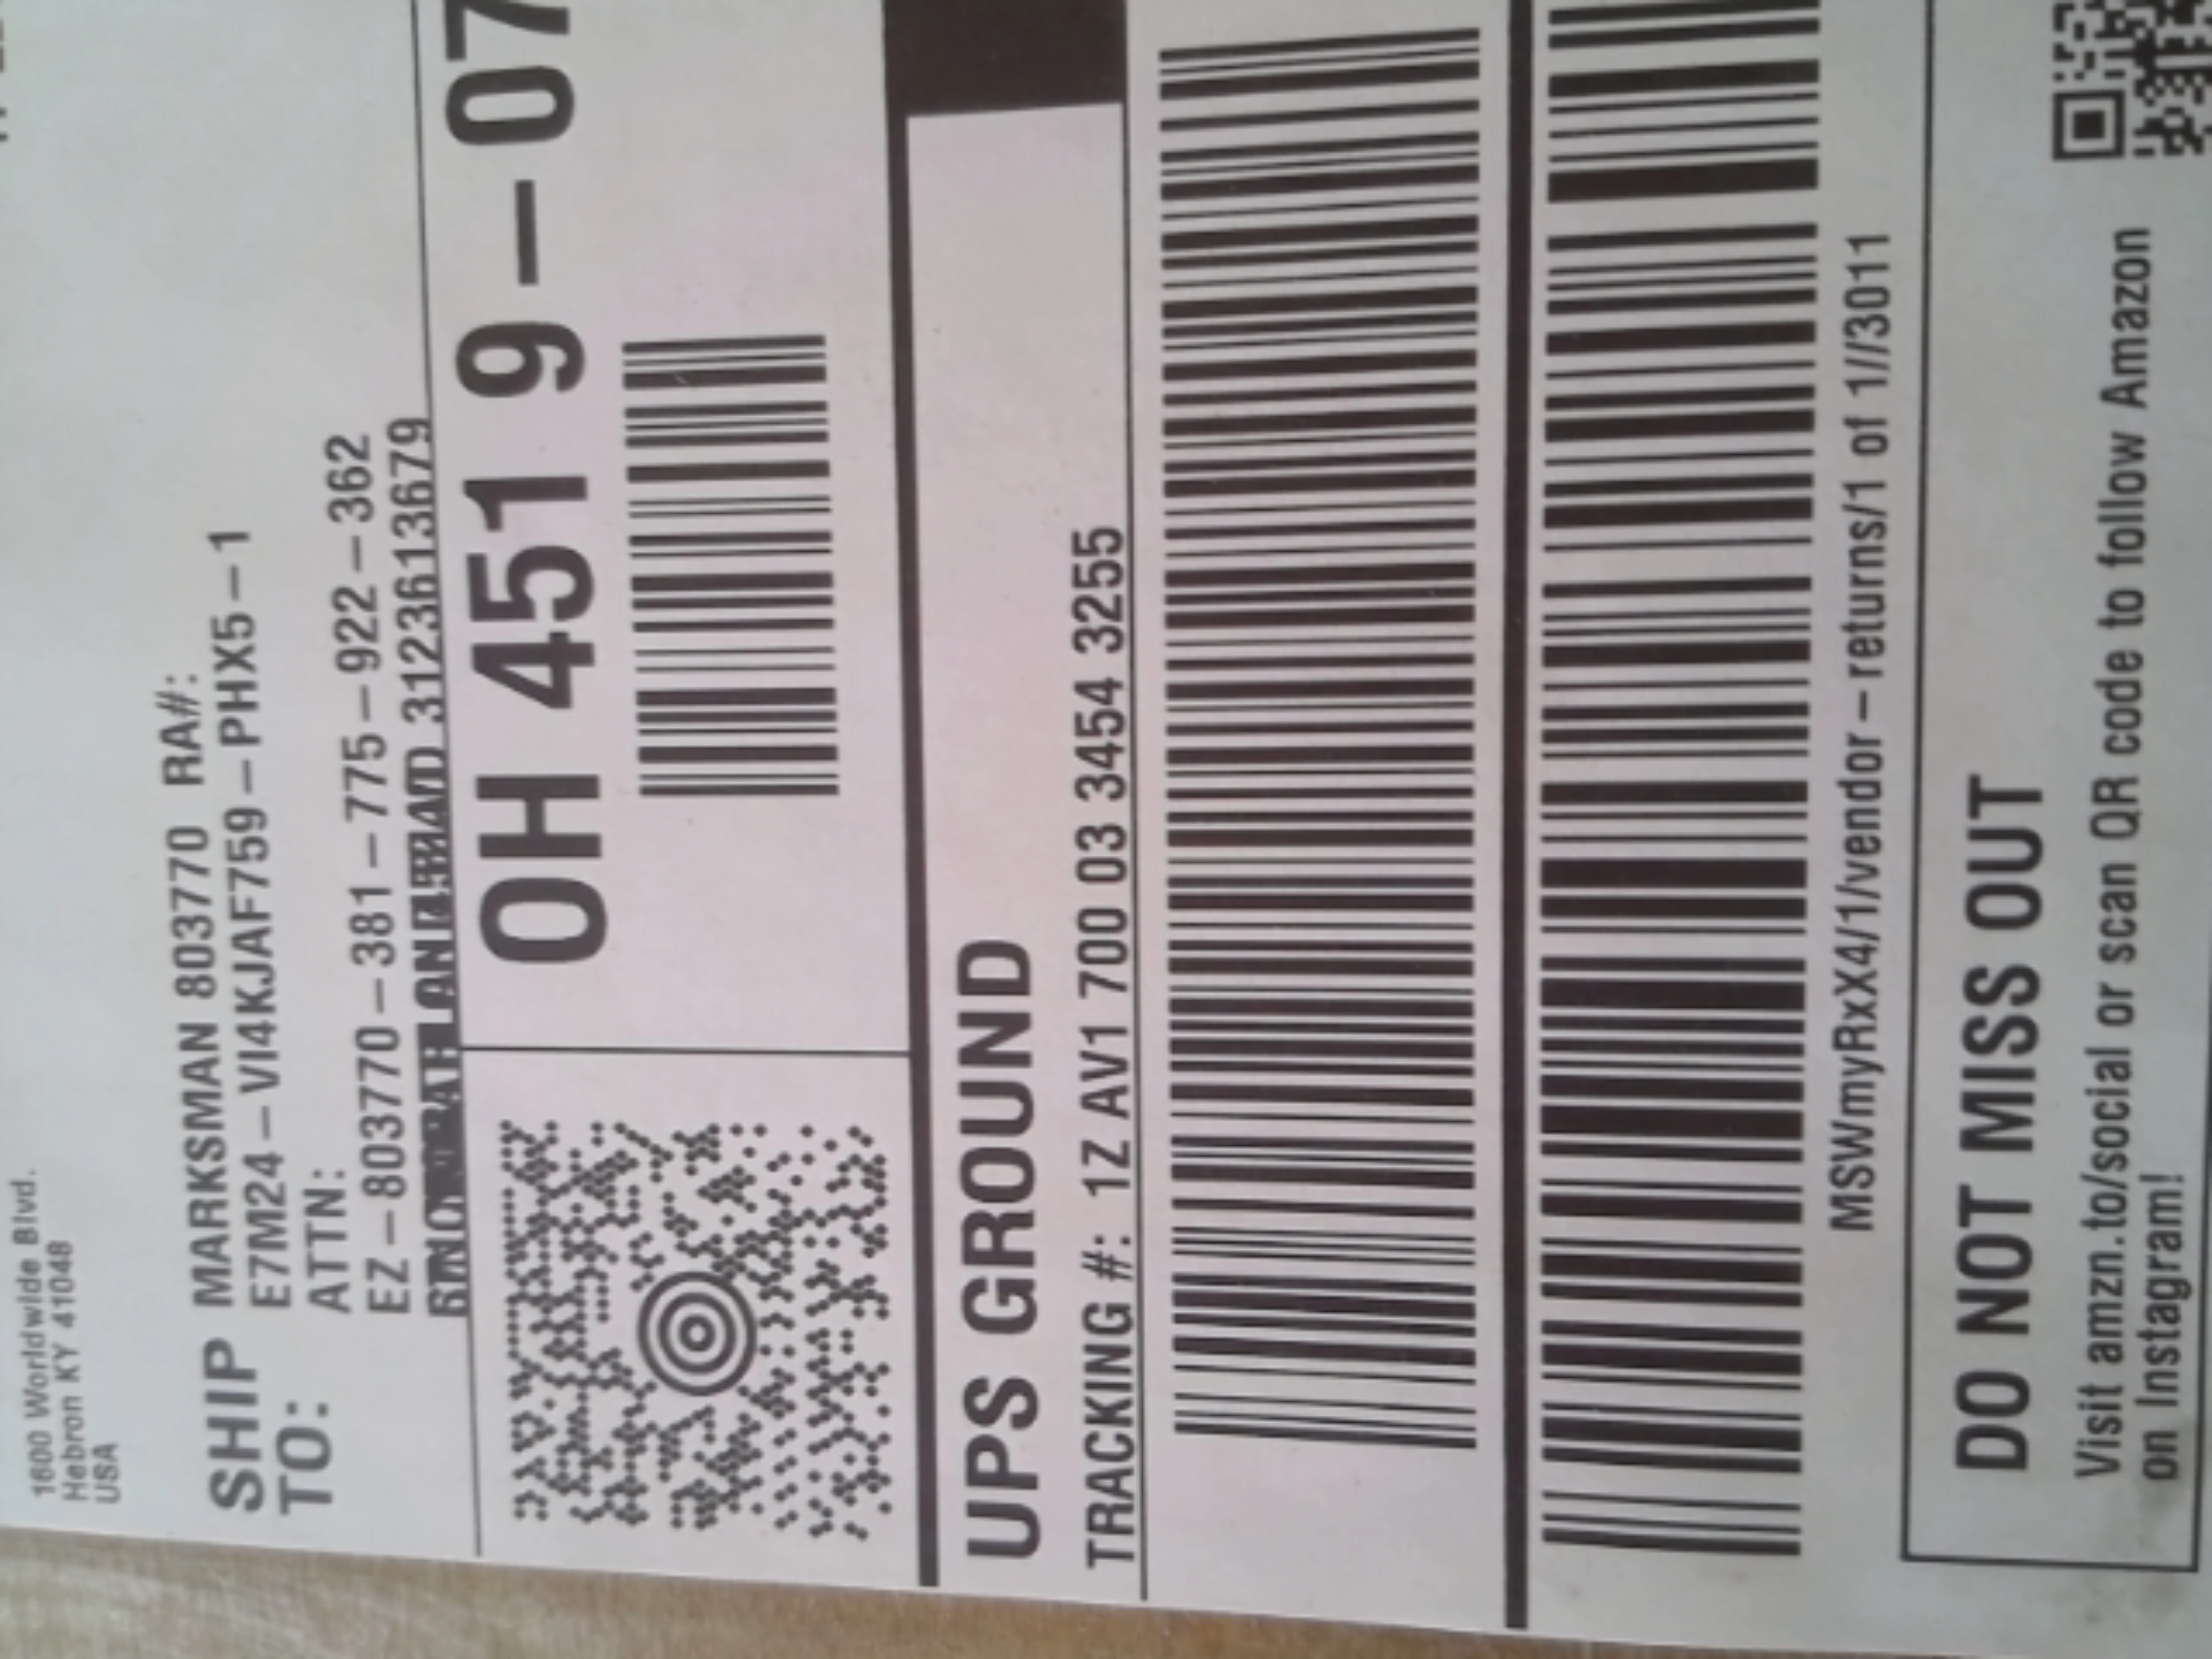 1600 Worldwide Blvd.
Hebron KY 41048
USA
SHIP
TO:
MARKSMAN 803770 RA#:
E7M24-VI4KJAF759-PHX5-1
ATTN:
EZ-803770-381-775-922-362
3123613679
OH 451 9-07
UPS GROUND
TRACKING #: 1Z AV1 700 03 3454 3255
MSWmyRxX4/1/vendor-returns/1 of 1//3011
DO NOT MISS OUT
Visit amzn.to/social or scan QR code to follow Amazon
on Instagram!